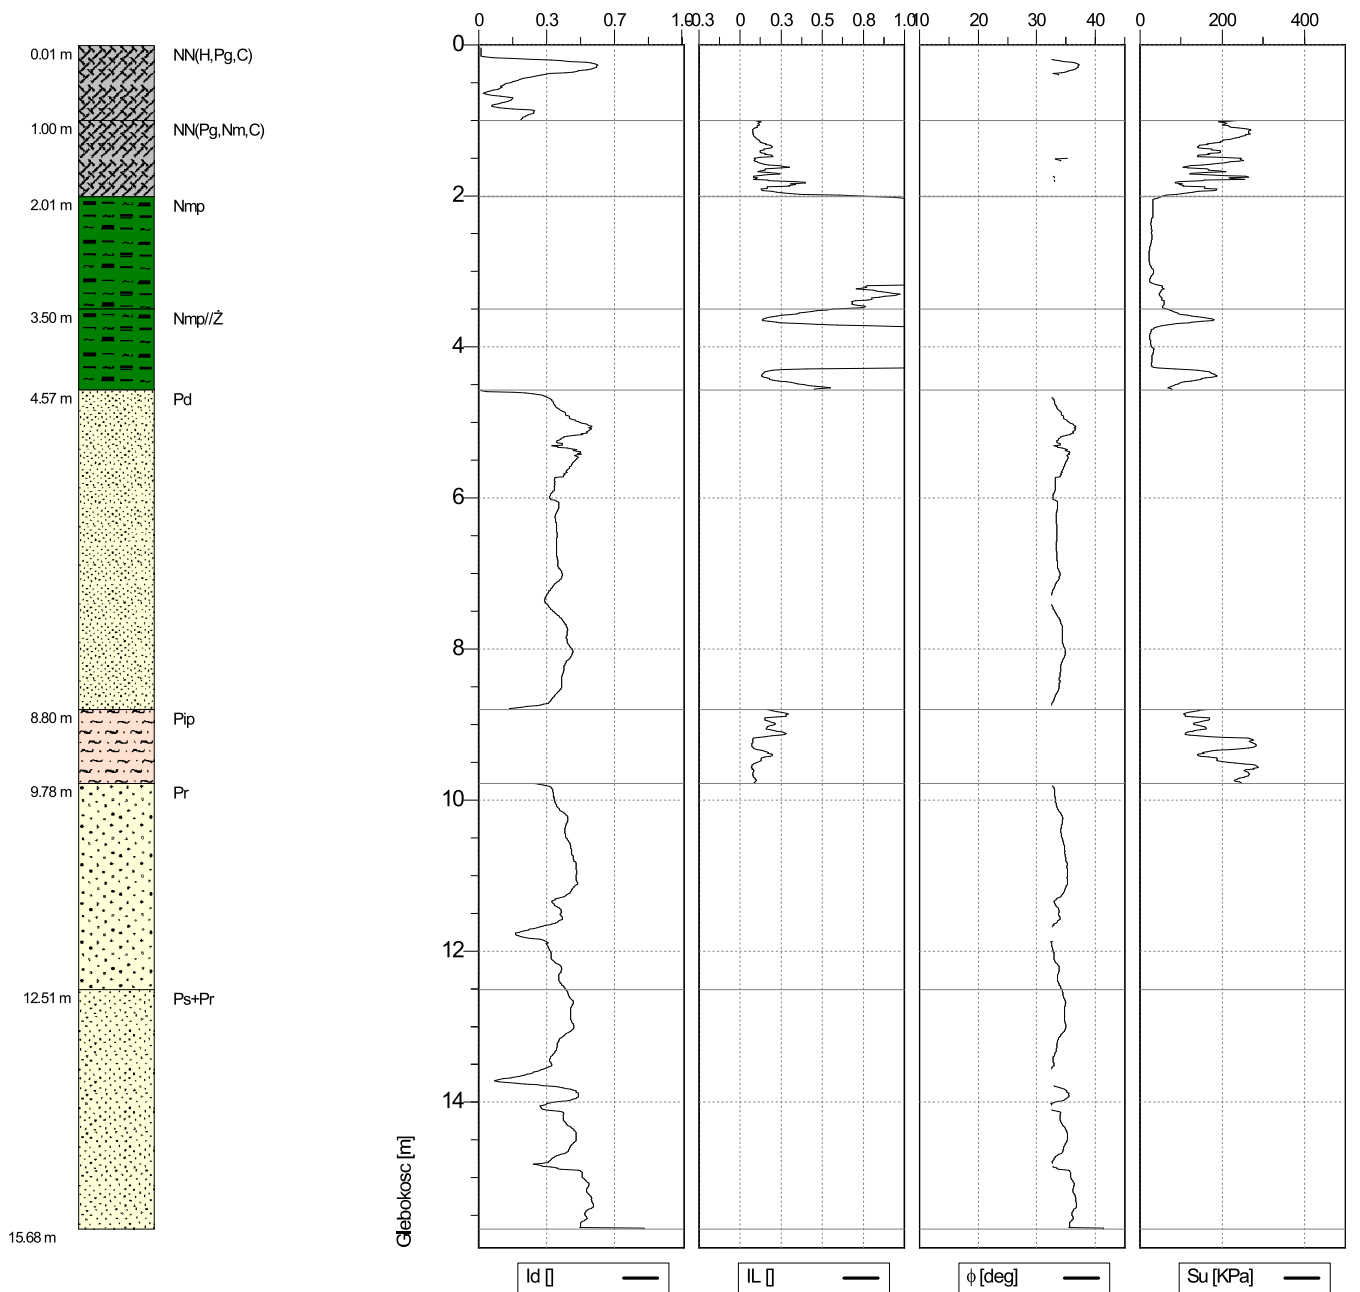 0 0.3 0.7 1.0
-0.3 0 0.3 0.5 0.8 1.0
10 20 30 40
0 200 400
0
0.01 m NN(H,Pg,C)
1.00 m NN(Pg,Nm,C)
2
2.01 m Nmp
3.50 m Nmp//Ż
4
4.57 m Pd
6
8
8.80 m Pip
9.78 m Pr
10
12
12.51 m Ps+Pr
14
15.68 m
Glebokosc [m]
Id []
IL []
ϕ [deg]
Su [KPa]